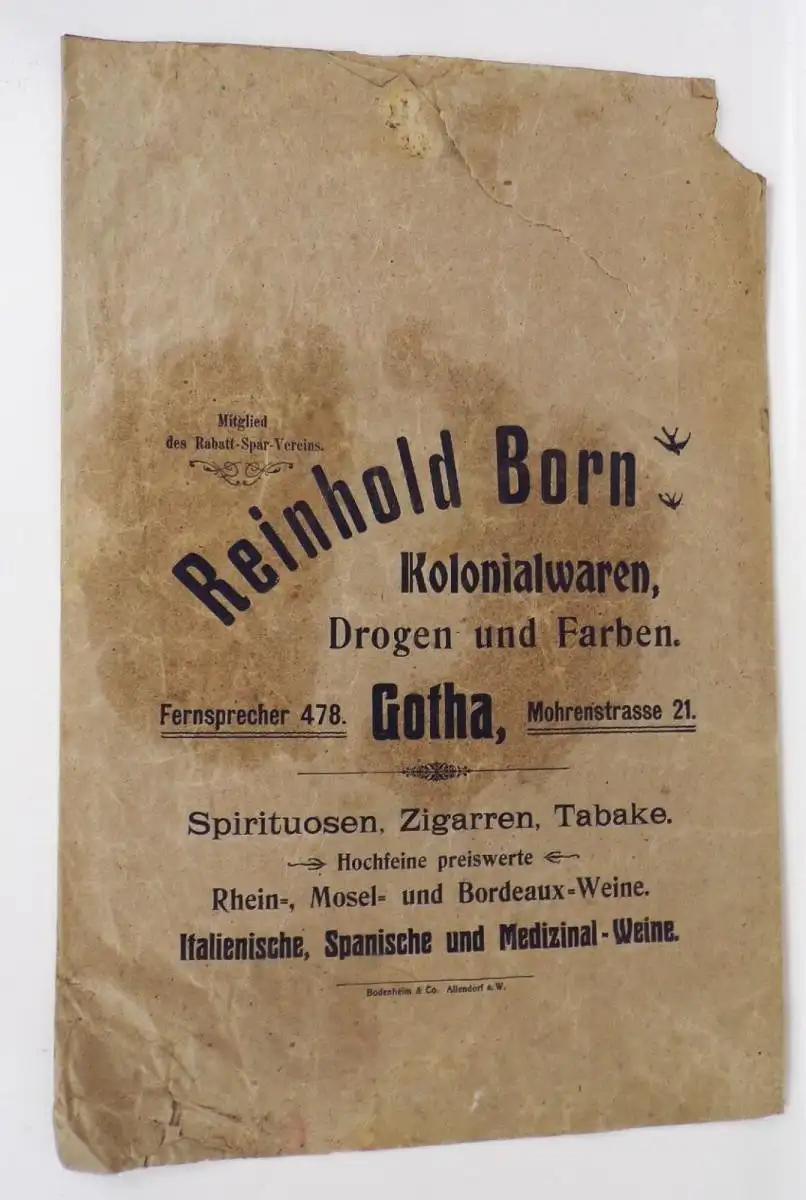 Mitglied
des Rabatt-Spar-Vereins.
Reinhold Born
Kolonialwaren,
Drogen und Farben.
Fernsprecher 478. Gotha, Mohrenstrasse 21.
Spirituosen, Zigarren, Tabake.
Hochfeine preiswerte
Rhein-, Mosel- und Bordeaux-Weine.
Italienische, Spanische und Medizinal-Weine.
Bodenheim & Co. Allendorf a. W.